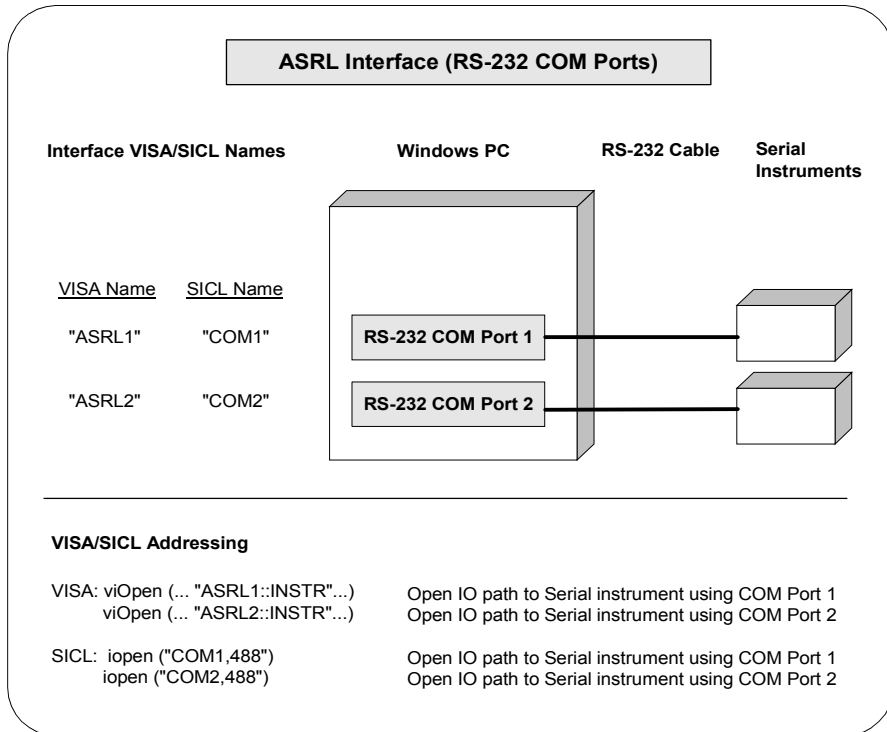 ASRL Interface (RS-232 COM Ports)
Interface VISA/SICL Names
Windows PC
RS-232 Cable
Serial
Instruments
VISA Name
SICL Name
"ASRL1"
"COM1"
RS-232 COM Port 1
"ASRL2"
"COM2"
RS-232 COM Port 2
VISA/SICL Addressing
VISA: viOpen (... "ASRL1::INSTR"...) Open IO path to Serial instrument using COM Port 1
viOpen (... "ASRL2::INSTR"...) Open IO path to Serial instrument using COM Port 2
SICL: iopen ("COM1,488") Open IO path to Serial instrument using COM Port 1
iopen ("COM2,488") Open IO path to Serial instrument using COM Port 2